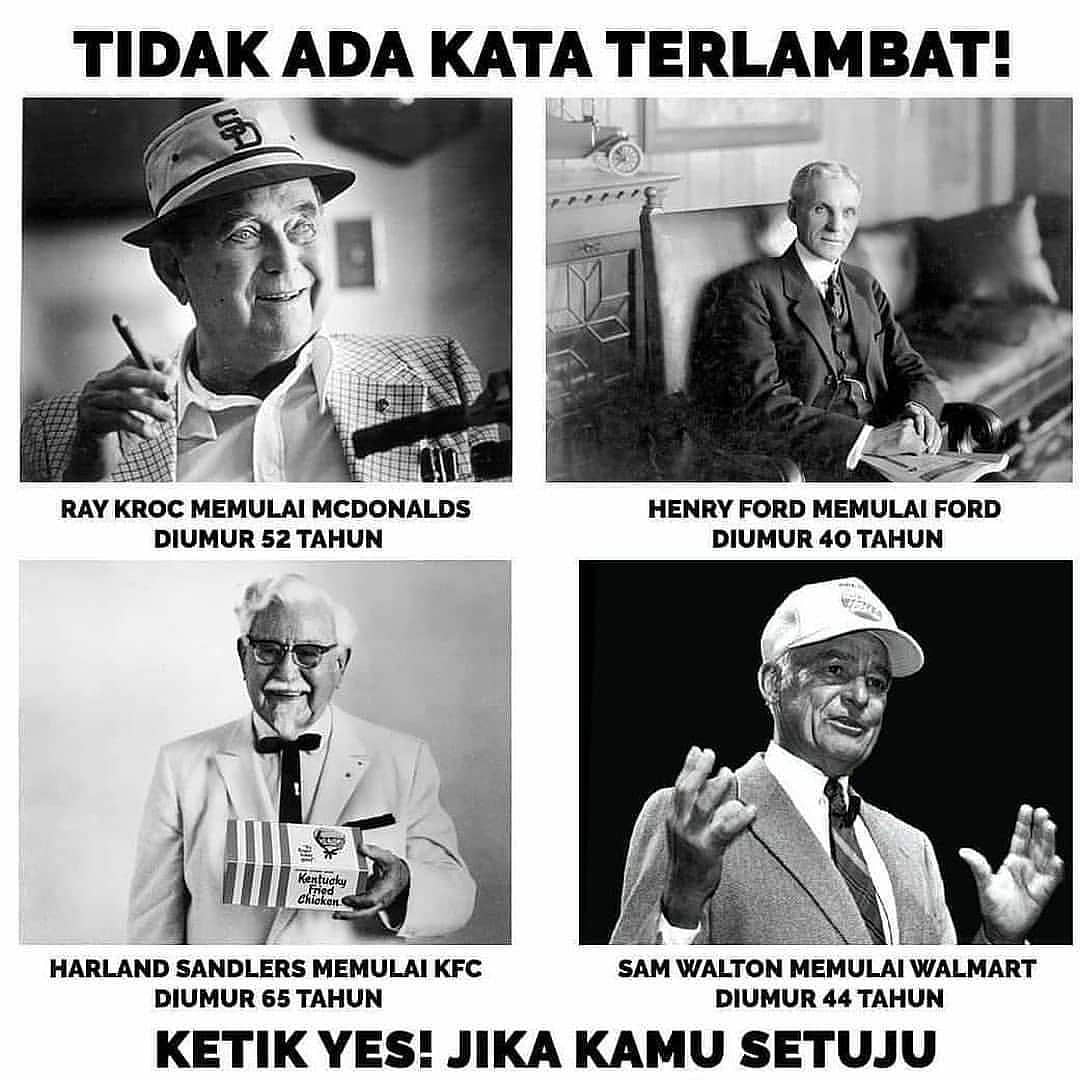 TIDAK ADA KATA TERLAMBAT!
SD
RAY KROC MEMULAI MCDONALDS
DIUMUR 52 TAHUN
HENRY FORD MEMULAI FORD
DIUMUR 40 TAHUN
Kentucky
Fried
Chicken
HARLAND SANDLERS MEMULAI KFC
DIUMUR 65 TAHUN
SAM WALTON MEMULAI WALMART
DIUMUR 44 TAHUN
KETIK YES! JIKA KAMU SETUJU